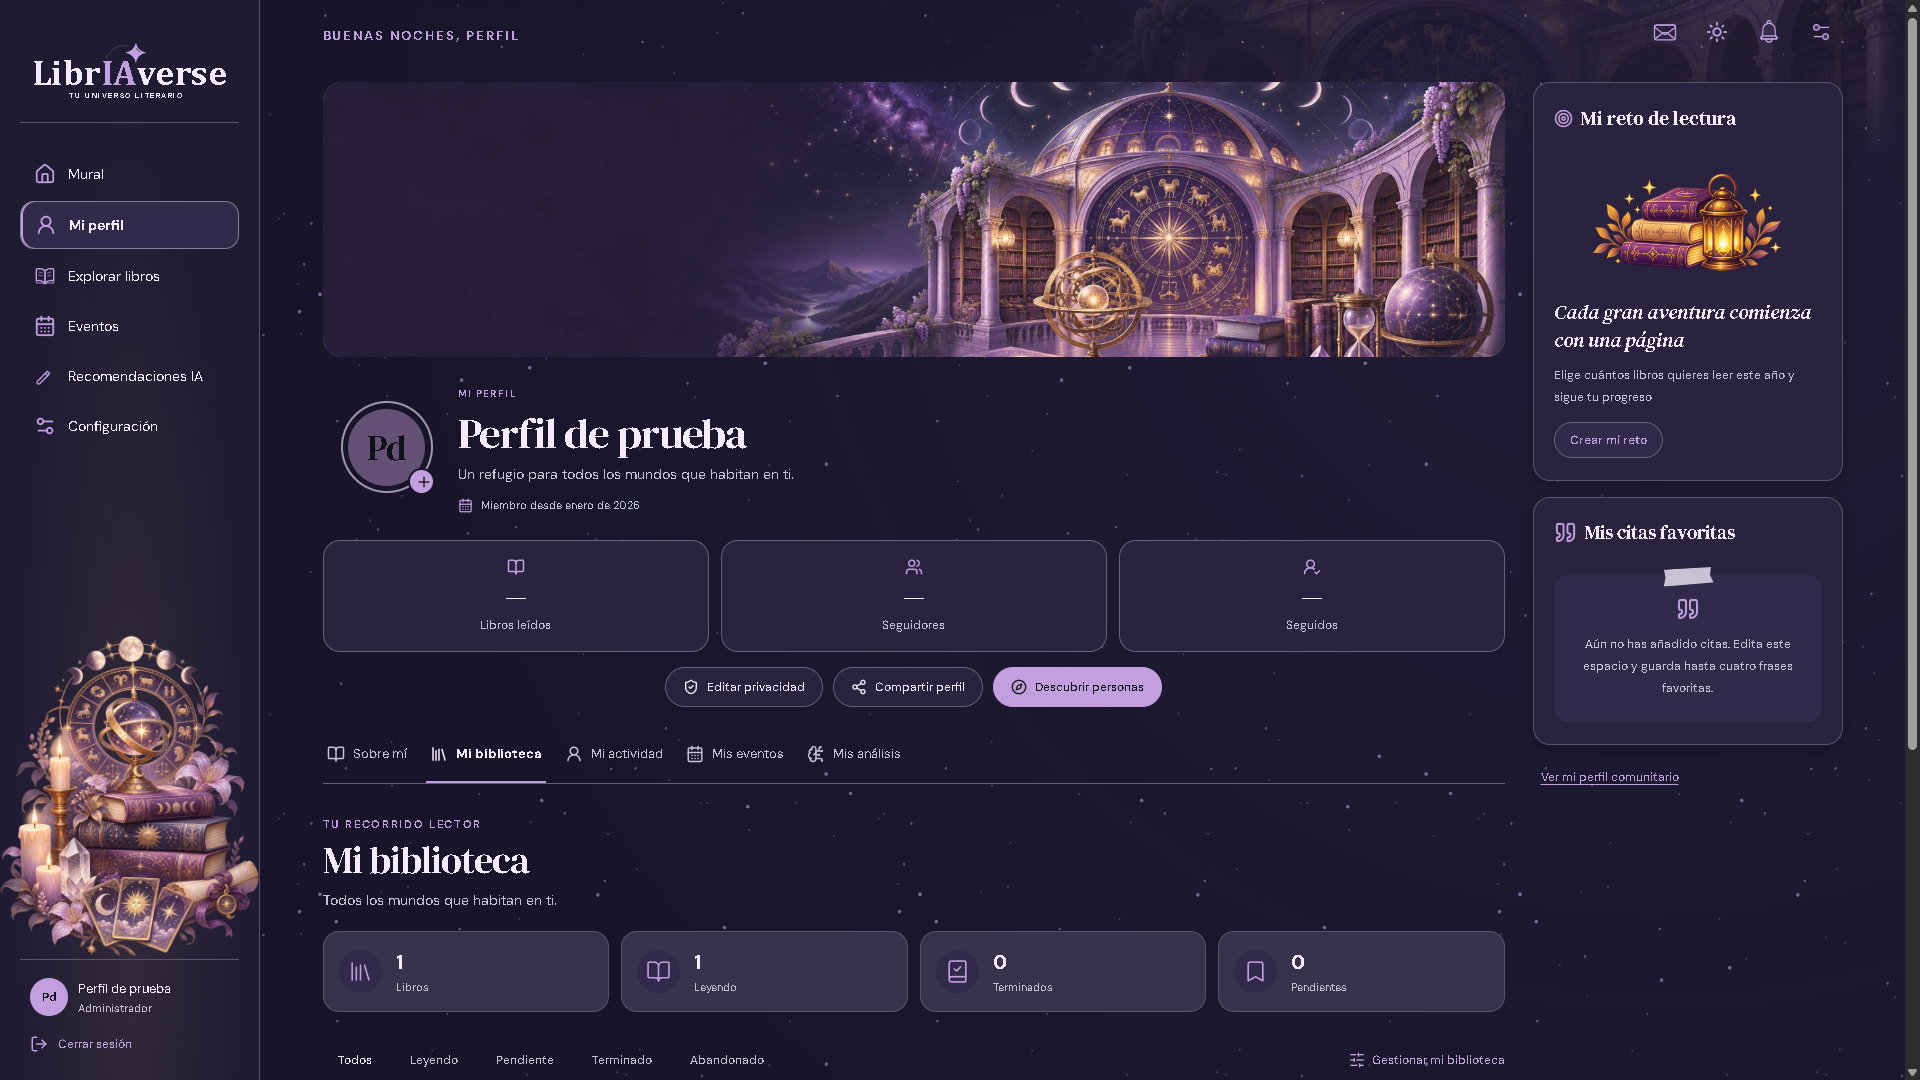 LibrIAverse
TU UNIVERSO LITERARIO
Mural
Mi perfil
Explorar libros
Eventos
Recomendaciones IA
Configuración
Pd
Perfil de prueba
Administrador
Cerrar sesión
BUENAS NOCHES, PERFIL
Pd
MI PERFIL
Perfil de prueba
Un refugio para todos los mundos que habitan en ti.
Miembro desde enero de 2026
—
Libros leídos
—
Seguidores
—
Seguidos
Editar privacidad
Compartir perfil
Descubrir personas
Sobre mí
Mi biblioteca
Mi actividad
Mis eventos
Mis análisis
TU RECORRIDO LECTOR
Mi biblioteca
Todos los mundos que habitan en ti.
1
Libros
1
Leyendo
0
Terminados
0
Pendientes
Todos
Leyendo
Pendiente
Terminado
Abandonado
Gestionar mi biblioteca
Mi reto de lectura
Cada gran aventura comienza
con una página
Elige cuántos libros quieres leer este año y
sigue tu progreso
Crear mi reto
Mis citas favoritas
Aún no has añadido citas. Edita este
espacio y guarda hasta cuatro frases
favoritas.
Ver mi perfil comunitario